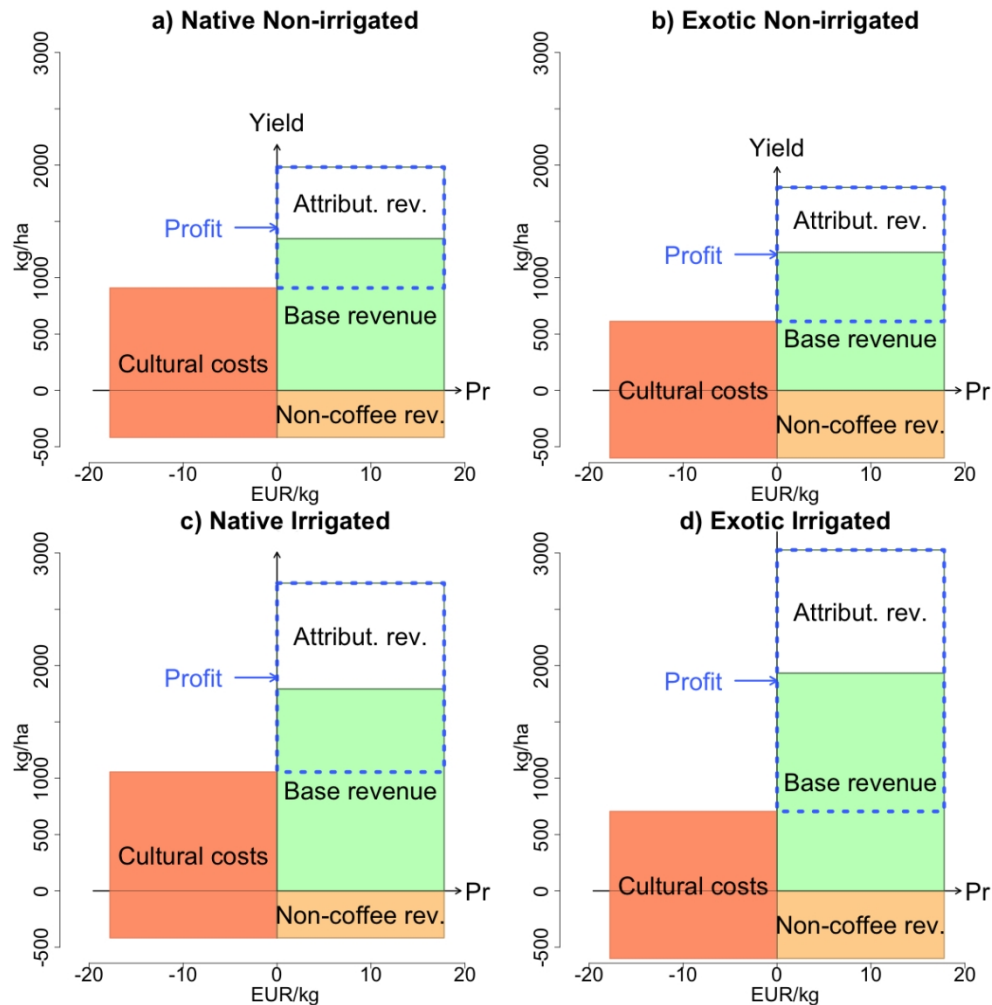 a) Native Non-irrigated
3000
2000
1000
500
0
-500
kg/ha
Yield
Attribut. rev.
Profit
Base revenue
Cultural costs
Pr
Non-coffee rev.
-20
-10
0
10
20
EUR/kg
b) Exotic Non-irrigated
3000
2000
1000
500
0
-500
kg/ha
Yield
Attribut. rev.
Profit
Base revenue
Cultural costs
Pr
Non-coffee rev.
-20
-10
0
10
20
EUR/kg
c) Native Irrigated
3000
2000
1000
500
0
-500
kg/ha
Attribut. rev.
Profit
Base revenue
Cultural costs
Pr
Non-coffee rev.
-20
-10
0
10
20
EUR/kg
d) Exotic Irrigated
3000
2000
1000
500
0
-500
kg/ha
Attribut. rev.
Profit
Base revenue
Cultural costs
Pr
Non-coffee rev.
-20
-10
0
10
20
EUR/kg